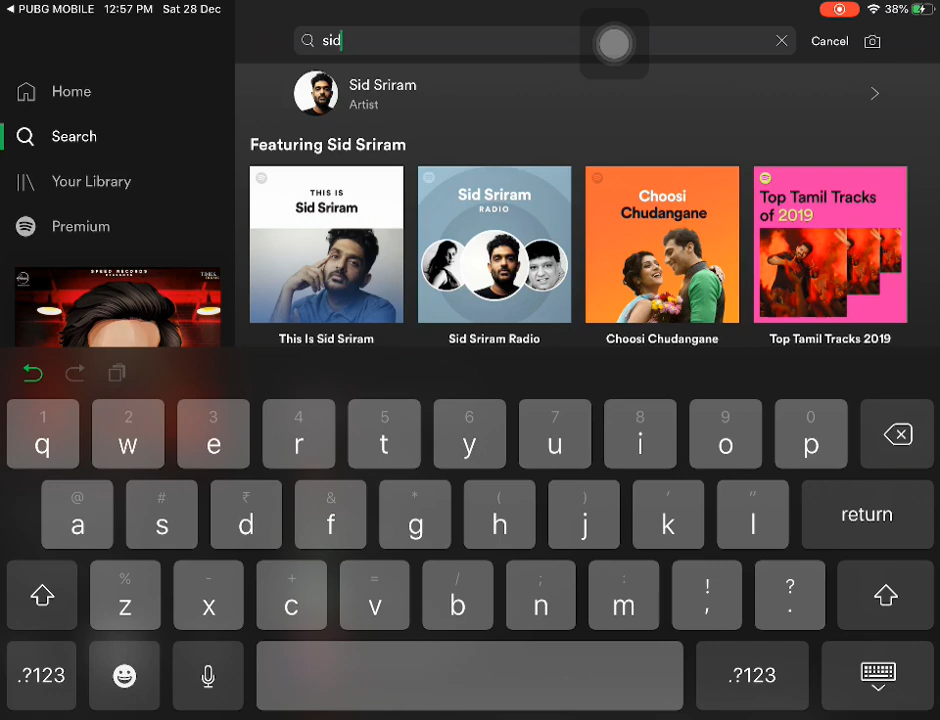 PUBG MOBILE 12:57 PM Sat 28 Dec 38%
sid
Cancel
Home
Search
Your Library
Premium
SPEED RECORDS
Sid Sriram
Artist
Featuring Sid Sriram
THIS IS
Sid Sriram
Sid Sriram
RADIO
Choosi
Chudangane
Top Tamil Tracks
of 2019
This Is Sid Sriram
Sid Sriram Radio
Choosi Chudangane
Top Tamil Tracks 2019
1 2 3 4 5 6 7 8 9 0
q w e r t y u i o p
@ # ₹ & * ( ) ' "
a s d f g h j k l return
% - + = / ; : ! ?
z x c v b n m , .
.?123 .?123